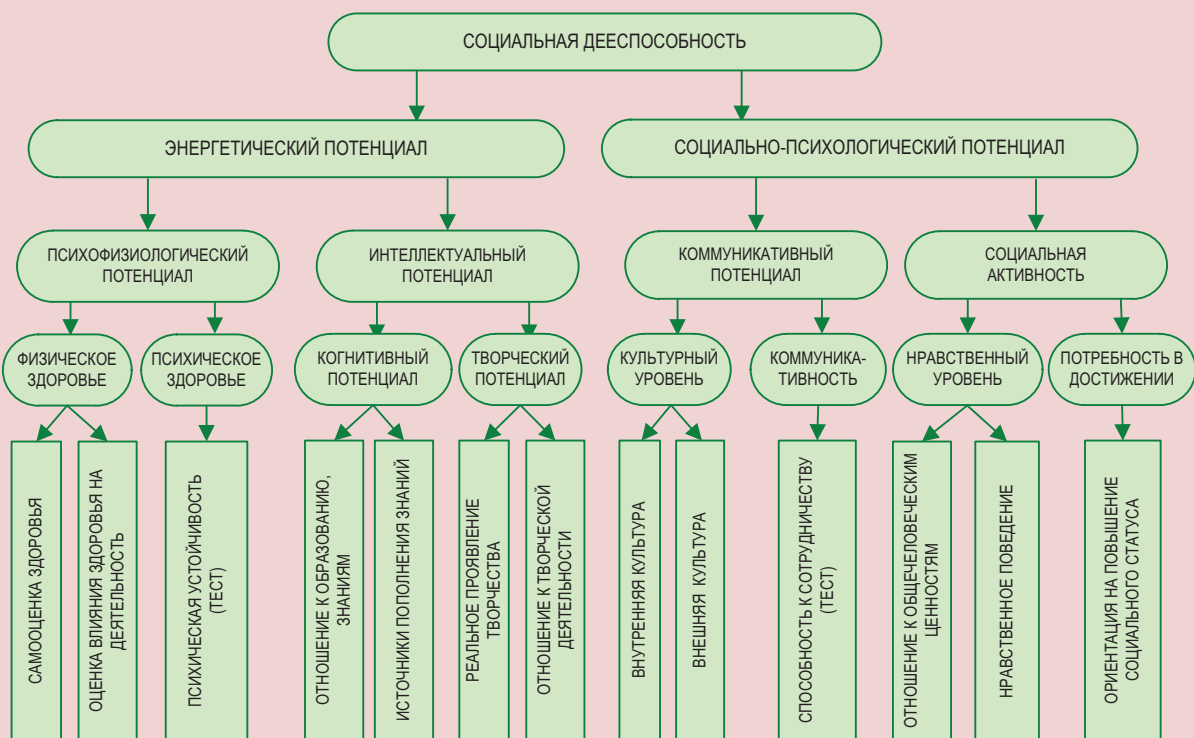 СОЦИАЛЬНАЯ ДЕЕСПОСОБНОСТЬ
ЭНЕРГЕТИЧЕСКИЙ ПОТЕНЦИАЛ
СОЦИАЛЬНО-ПСИХОЛОГИЧЕСКИЙ ПОТЕНЦИАЛ
ПСИХОФИЗИОЛОГИЧЕСКИЙ
ПОТЕНЦИАЛ
ИНТЕЛЛЕКТУАЛЬНЫЙ
ПОТЕНЦИАЛ
КОММУНИКАТИВНЫЙ
ПОТЕНЦИАЛ
СОЦИАЛЬНАЯ
АКТИВНОСТЬ
ФИЗИЧЕСКОЕ
ЗДОРОВЬЕ
ПСИХИЧЕСКОЕ
ЗДОРОВЬЕ
КОГНИТИВНЫЙ
ПОТЕНЦИАЛ
ТВОРЧЕСКИЙ
ПОТЕНЦИАЛ
КУЛЬТУРНЫЙ
УРОВЕНЬ
КОММУНИКА-
ТИВНОСТЬ
НРАВСТВЕННЫЙ
УРОВЕНЬ
ПОТРЕБНОСТЬ В
ДОСТИЖЕНИИ
САМООЦЕНКА ЗДОРОВЬЯ
ОЦЕНКА ВЛИЯНИЯ ЗДОРОВЬЯ НА
ДЕЯТЕЛЬНОСТЬ
ПСИХИЧЕСКАЯ УСТОЙЧИВОСТЬ
(ТЕСТ)
ОТНОШЕНИЕ К ОБРАЗОВАНИЮ,
ЗНАНИЯМ
ИСТОЧНИКИ ПОПОЛНЕНИЯ ЗНАНИЙ
РЕАЛЬНОЕ ПРОЯВЛЕНИЕ
ТВОРЧЕСТВА
ОТНОШЕНИЕ К ТВОРЧЕСКОЙ
ДЕЯТЕЛЬНОСТИ
ВНУТРЕННЯЯ КУЛЬТУРА
ВНЕШНЯЯ КУЛЬТУРА
СПОСОБНОСТЬ К СОТРУДНИЧЕСТВУ
(ТЕСТ)
ОТНОШЕНИЕ К ОБЩЕЧЕЛОВЕЧЕСКИМ
ЦЕННОСТЯМ
НРАВСТВЕННОЕ ПОВЕДЕНИЕ
ОРИЕНТАЦИЯ НА ПОВЫШЕНИЕ
СОЦИАЛЬНОГО СТАТУСА